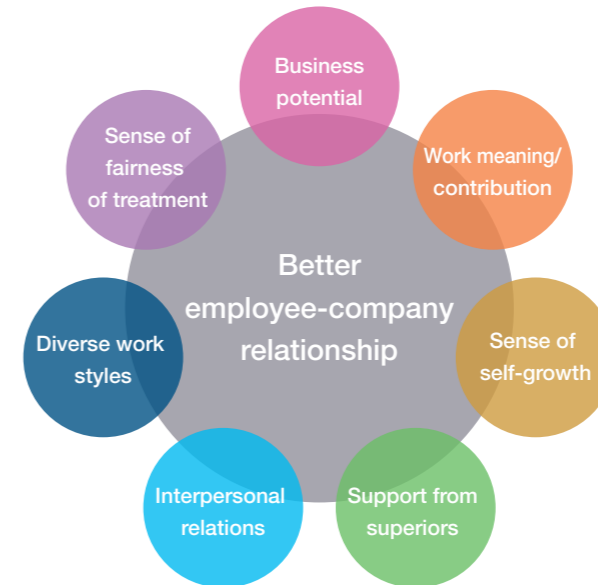 Business
potential
Work meaning/
contribution
Sense of
self-growth
Support from
superiors
Interpersonal
relations
Diverse work
styles
Sense of
fairness
of treatment
Better
employee-company
relationship